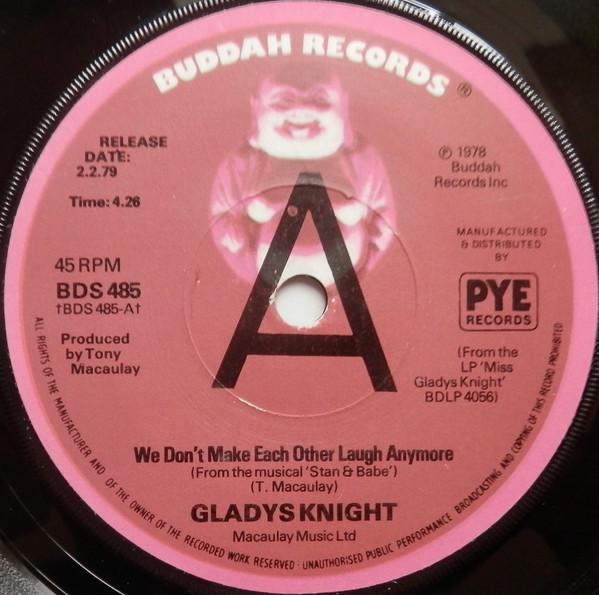 BUDDAH RECORDS ®
RELEASE
DATE:
2.2.79
Time: 4.26
℗ 1978
Buddah
Records Inc
MANUFACTURED
& DISTRIBUTED
BY
PYE
RECORDS
45 RPM
BDS 485
†BDS 485-A†
Produced
by Tony
Macaulay
A
(From the
LP 'Miss
Gladys Knight'
BDLP 4056)
We Don't Make Each Other Laugh Anymore
(From the musical 'Stan & Babe')
(T. Macaulay)
GLADYS KNIGHT
Macaulay Music Ltd
ALL RIGHTS OF THE MANUFACTURER AND OF THE OWNER OF THE RECORDED WORK RESERVED · UNAUTHORISED PUBLIC PERFORMANCE BROADCASTING AND COPYING OF THIS RECORD PROHIBITED